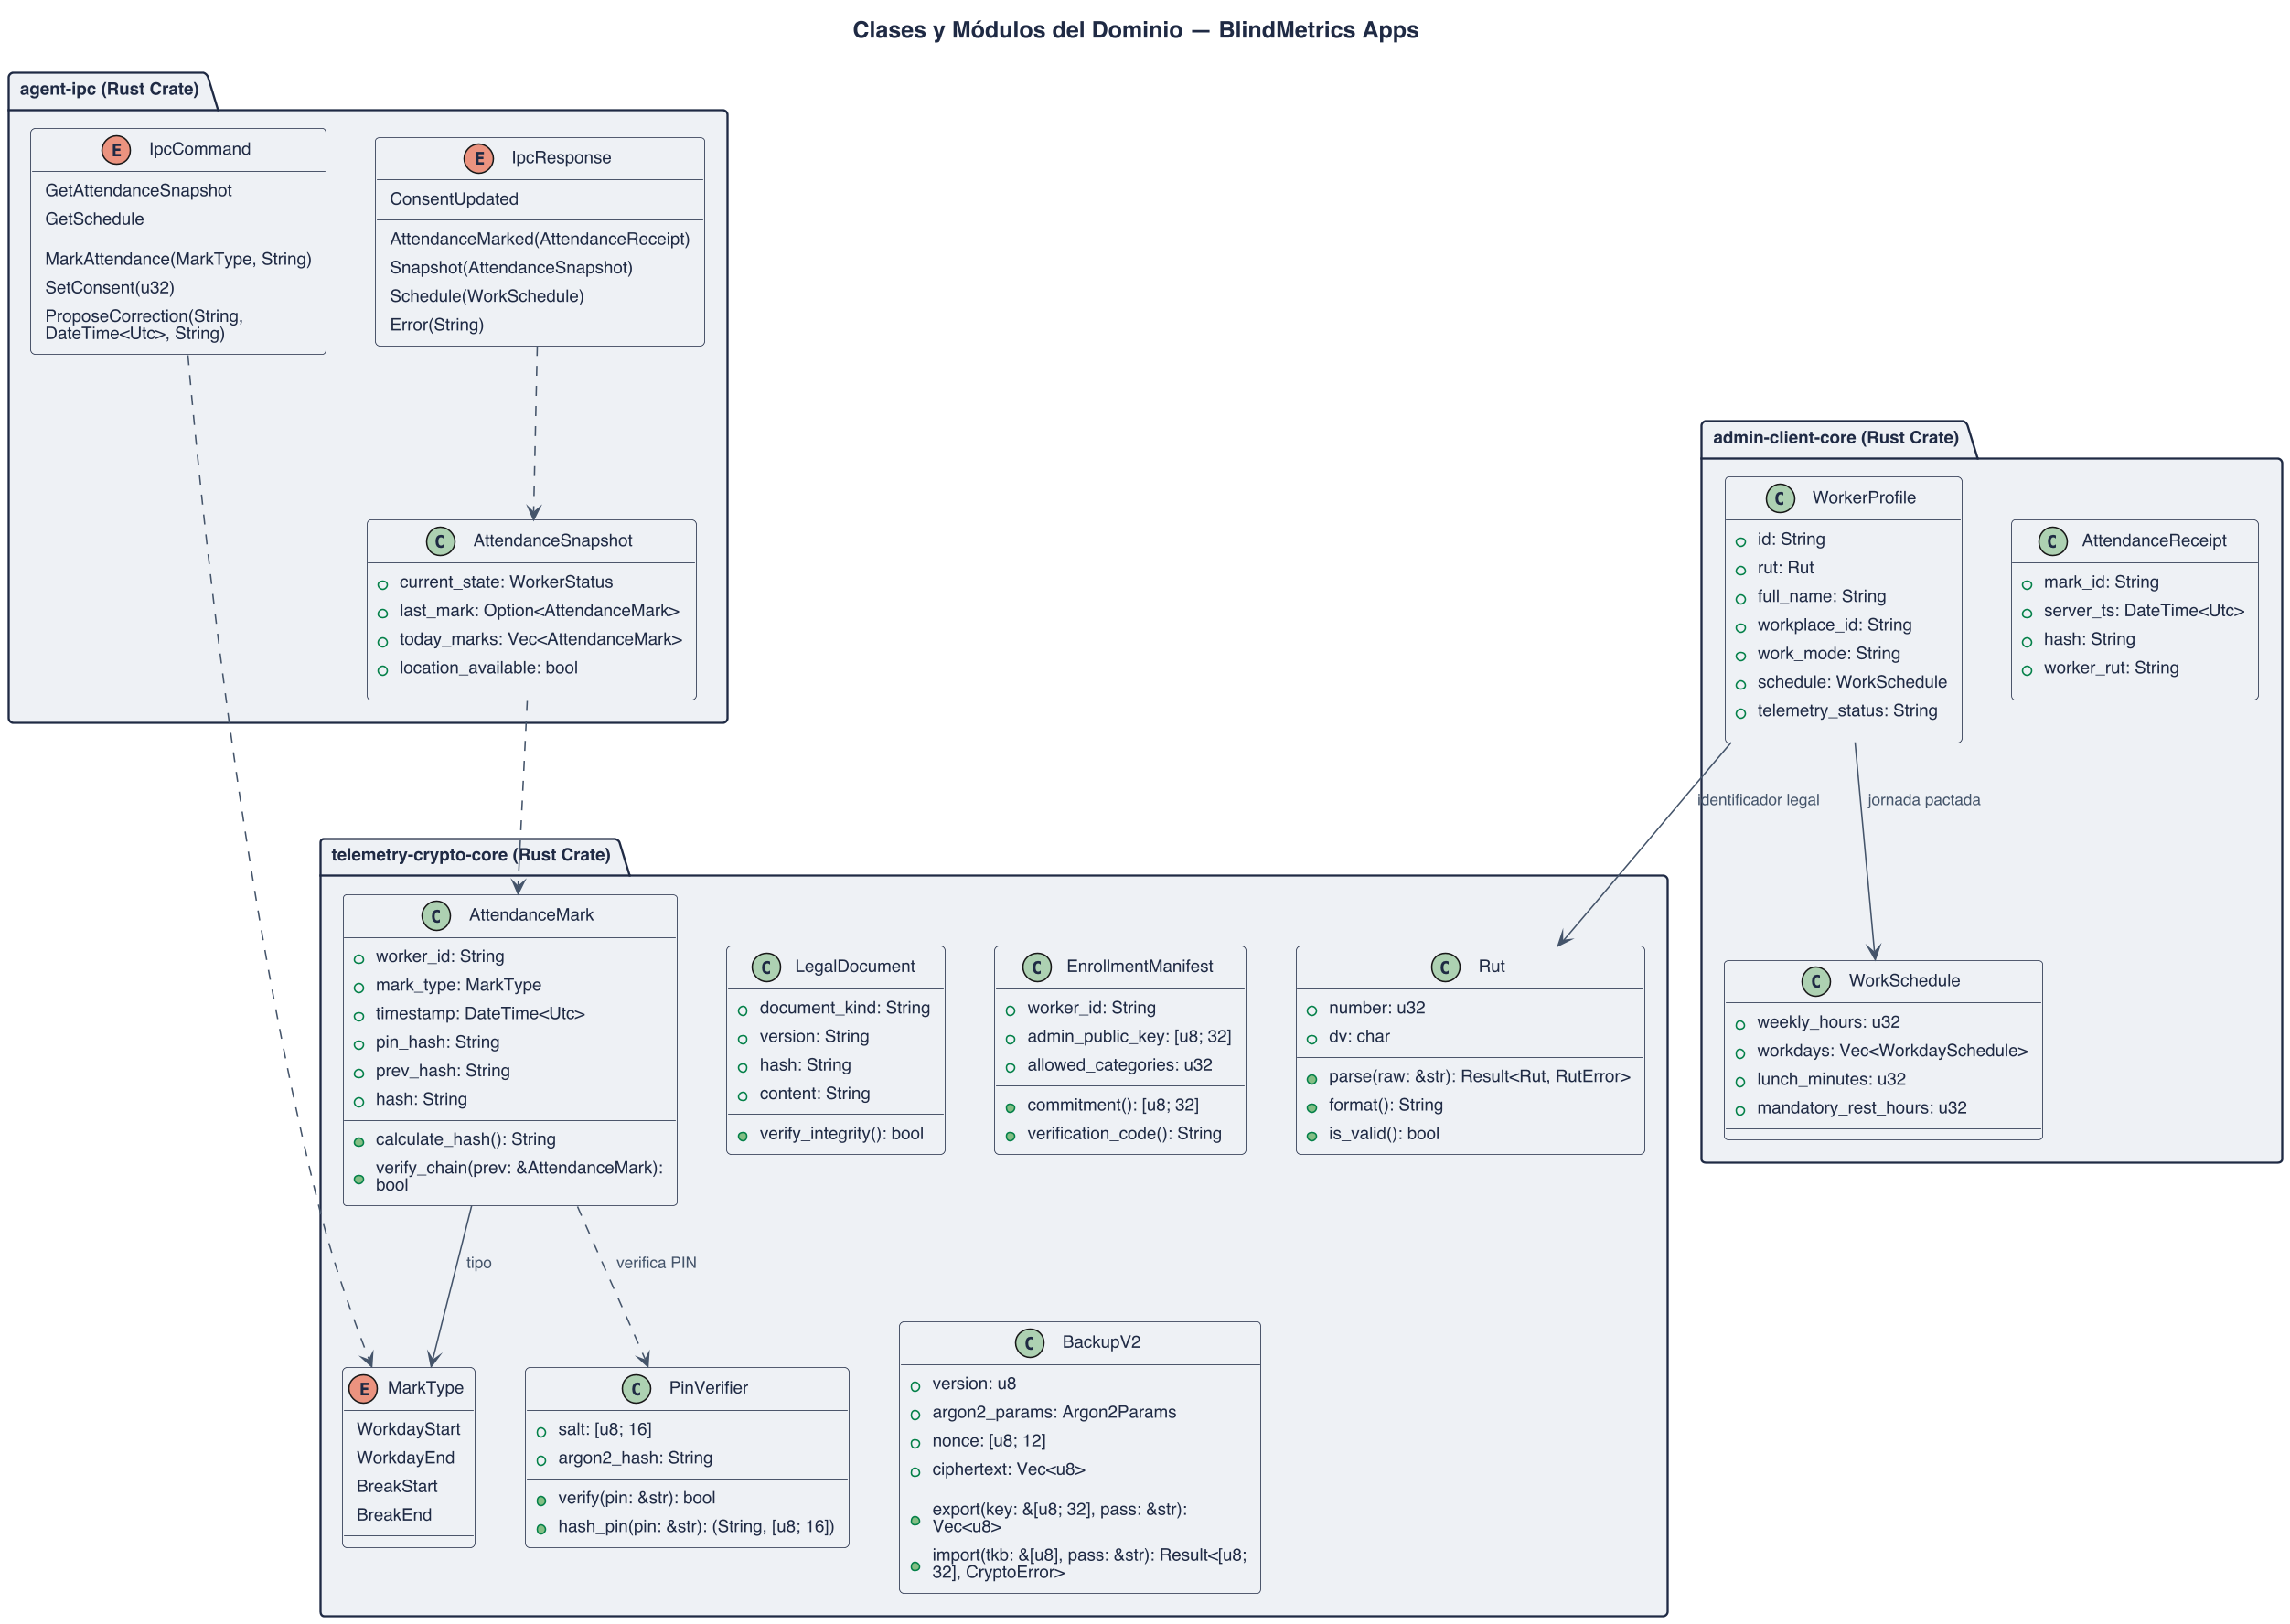 Clases y Módulos del Dominio — BlindMetrics Apps
agent-ipc (Rust Crate)
E IpcCommand
GetAttendanceSnapshot
GetSchedule
MarkAttendance(MarkType, String)
SetConsent(u32)
ProposeCorrection(String,
DateTime<Utc>, String)
E IpcResponse
ConsentUpdated
AttendanceMarked(AttendanceReceipt)
Snapshot(AttendanceSnapshot)
Schedule(WorkSchedule)
Error(String)
C AttendanceSnapshot
current_state: WorkerStatus
last_mark: Option<AttendanceMark>
today_marks: Vec<AttendanceMark>
location_available: bool
admin-client-core (Rust Crate)
C WorkerProfile
id: String
rut: Rut
full_name: String
workplace_id: String
work_mode: String
schedule: WorkSchedule
telemetry_status: String
C AttendanceReceipt
mark_id: String
server_ts: DateTime<Utc>
hash: String
worker_rut: String
identificador legal
jornada pactada
C WorkSchedule
weekly_hours: u32
workdays: Vec<WorkdaySchedule>
lunch_minutes: u32
mandatory_rest_hours: u32
telemetry-crypto-core (Rust Crate)
C AttendanceMark
worker_id: String
mark_type: MarkType
timestamp: DateTime<Utc>
pin_hash: String
prev_hash: String
hash: String
calculate_hash(): String
verify_chain(prev: &AttendanceMark):
bool
C LegalDocument
document_kind: String
version: String
hash: String
content: String
verify_integrity(): bool
C EnrollmentManifest
worker_id: String
admin_public_key: [u8; 32]
allowed_categories: u32
commitment(): [u8; 32]
verification_code(): String
C Rut
number: u32
dv: char
parse(raw: &str): Result<Rut, RutError>
format(): String
is_valid(): bool
tipo
verifica PIN
E MarkType
WorkdayStart
WorkdayEnd
BreakStart
BreakEnd
C PinVerifier
salt: [u8; 16]
argon2_hash: String
verify(pin: &str): bool
hash_pin(pin: &str): (String, [u8; 16])
C BackupV2
version: u8
argon2_params: Argon2Params
nonce: [u8; 12]
ciphertext: Vec<u8>
export(key: &[u8; 32], pass: &str):
Vec<u8>
import(tkb: &[u8], pass: &str): Result<[u8;
32], CryptoError>